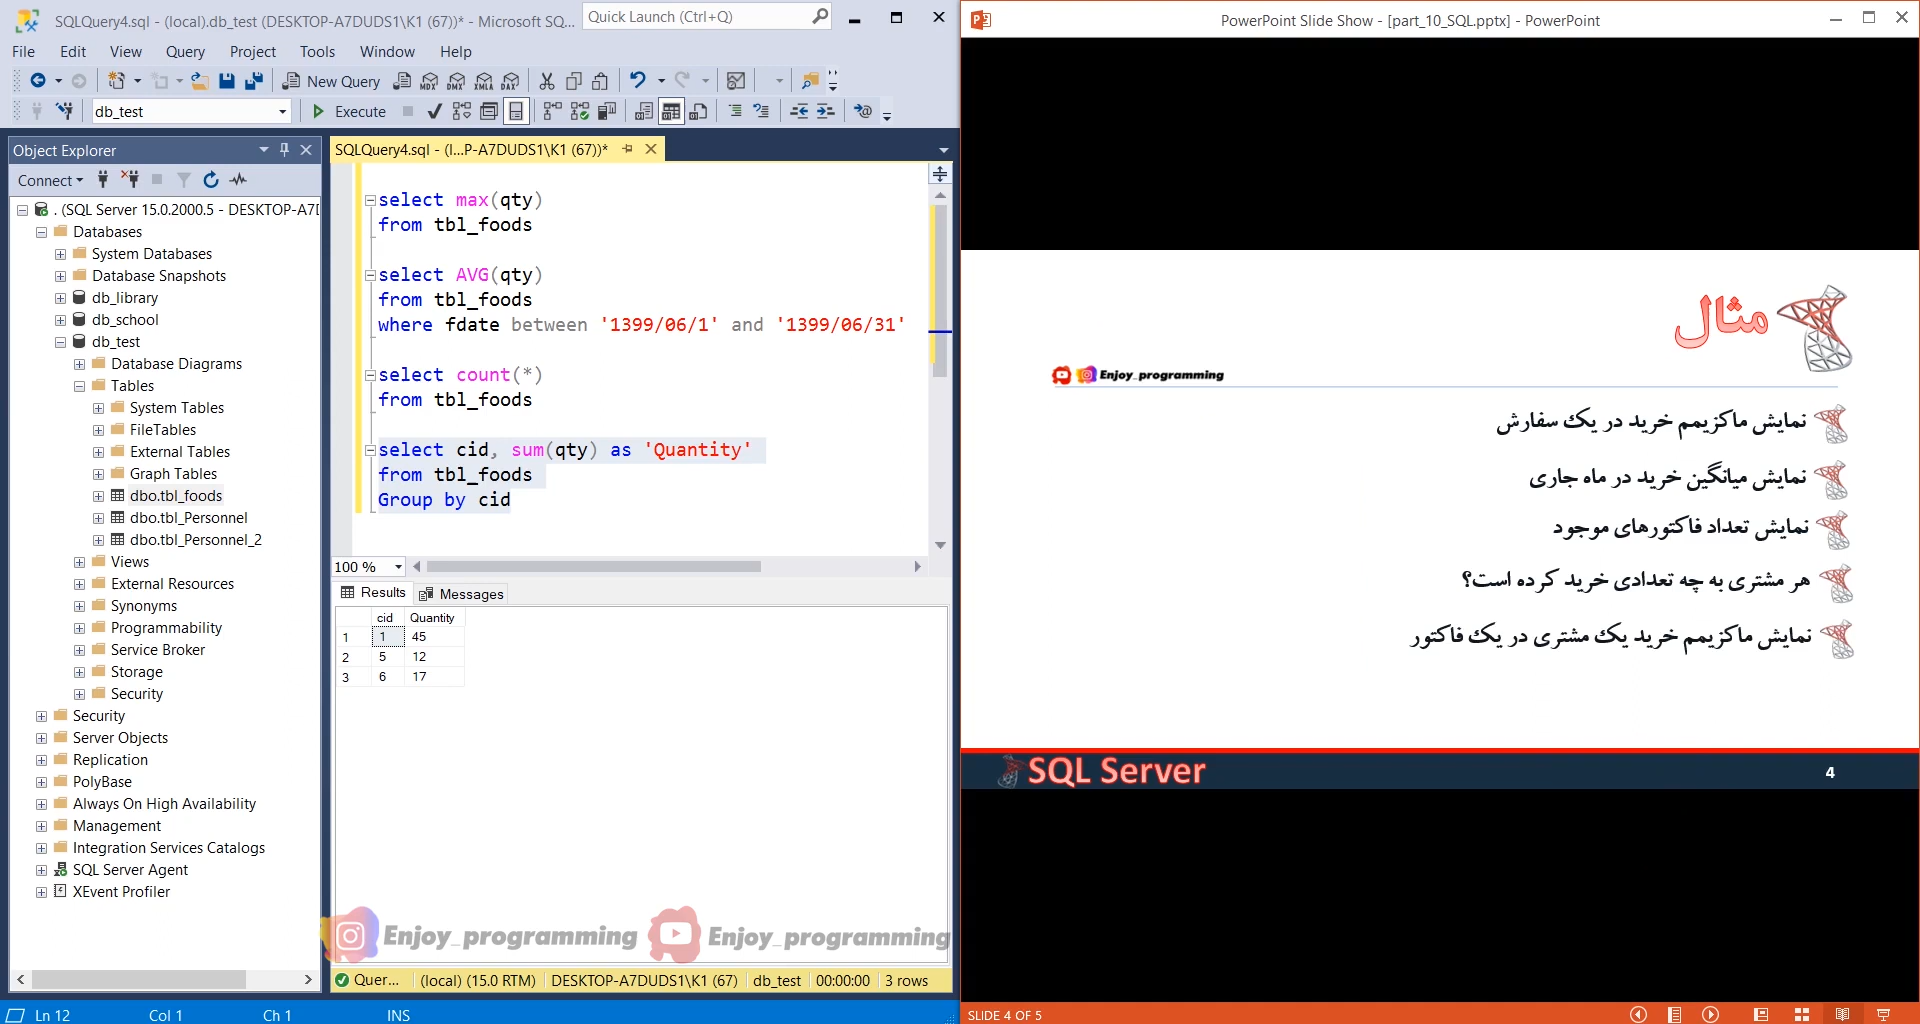 SQLQuery4.sql - (local).db_test (DESKTOP-A7DUDS1\K1 (67))* - Microsoft SQ...
Quick Launch (Ctrl+Q)
File Edit View Query Project Tools Window Help
New Query
MDX DMX XMLA DAX
db_test
Execute
Object Explorer
Connect
. (SQL Server 15.0.2000.5 - DESKTOP-A7
Databases
System Databases
Database Snapshots
db_library
db_school
db_test
Database Diagrams
Tables
System Tables
FileTables
External Tables
Graph Tables
dbo.tbl_foods
dbo.tbl_Personnel
dbo.tbl_Personnel_2
Views
External Resources
Synonyms
Programmability
Service Broker
Storage
Security
Security
Server Objects
Replication
PolyBase
Always On High Availability
Management
Integration Services Catalogs
SQL Server Agent
XEvent Profiler
SQLQuery4.sql - (l...P-A7DUDS1\K1 (67))*
select max(qty)
from tbl_foods
select AVG(qty)
from tbl_foods
where fdate between '1399/06/1' and '1399/06/31'
select count(*)
from tbl_foods
select cid, sum(qty) as 'Quantity'
from tbl_foods
Group by cid
100 %
Results Messages
cid Quantity
1 1 45
2 5 12
3 6 17
Enjoy_programming Enjoy_programming
Quer... (local) (15.0 RTM) DESKTOP-A7DUDS1\K1 (67) db_test 00:00:00 3 rows
Ln 12 Col 1 Ch 1 INS
PowerPoint Slide Show - [part_10_SQL.pptx] - PowerPoint
مثال
Enjoy_programming
نمایش ماکزیمم خرید در یک سفارش
نمایش میانگین خرید در ماه جاری
نمایش تعداد فاکتورهای موجود
هر مشتری به چه تعدادی خرید کرده است؟
نمایش ماکزیمم خرید یک مشتری در یک فاکتور
SQL Server
4
SLIDE 4 OF 5